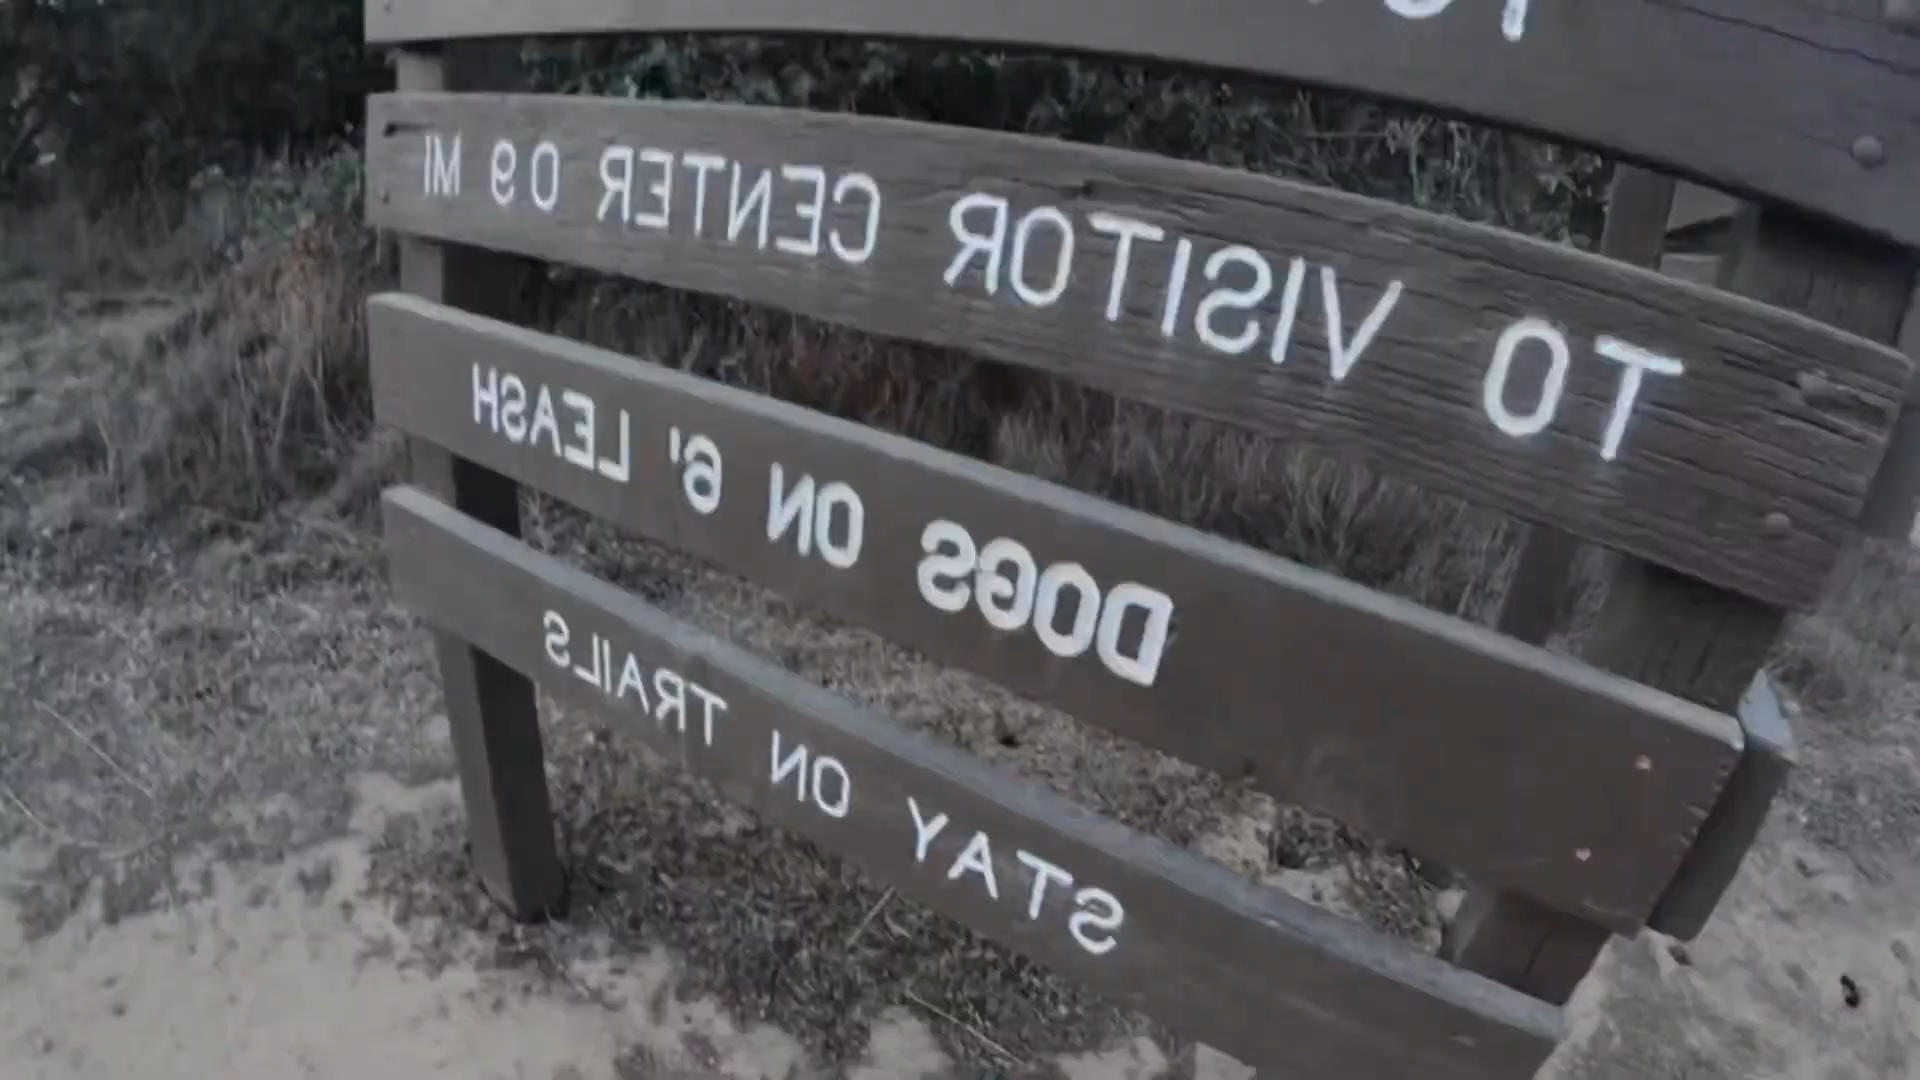 TO VISITOR CENTER 0.9 MI
DOGS ON 6' LEASH
STAY ON TRAILS